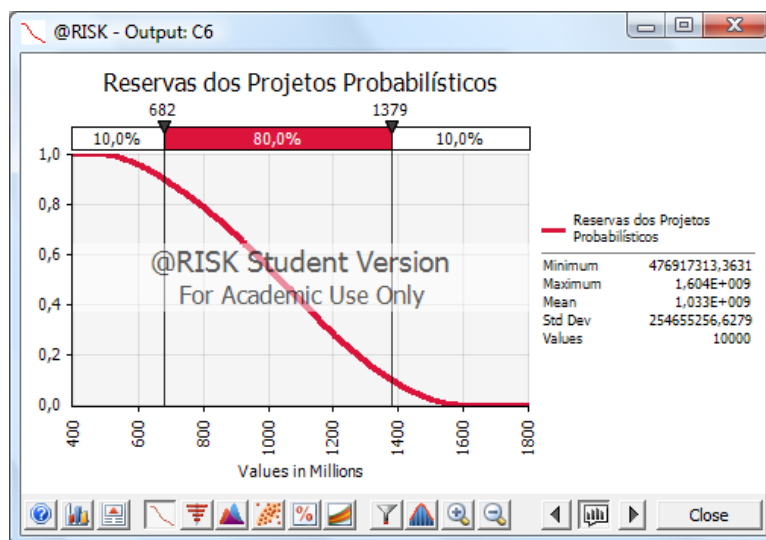 @RISK - Output: C6
Reservas dos Projetos Probabilísticos
682 1379
10,0% 80,0% 10,0%
1,0
0,8
0,6
0,4
0,2
0,0
400 600 800 1000 1200 1400 1600 1800
Values in Millions
@RISK Student Version
For Academic Use Only
Reservas dos Projetos
Probabilísticos
Minimum 476917313,3631
Maximum 1,604E+009
Mean 1,033E+009
Std Dev 254655256,6279
Values 10000
Close